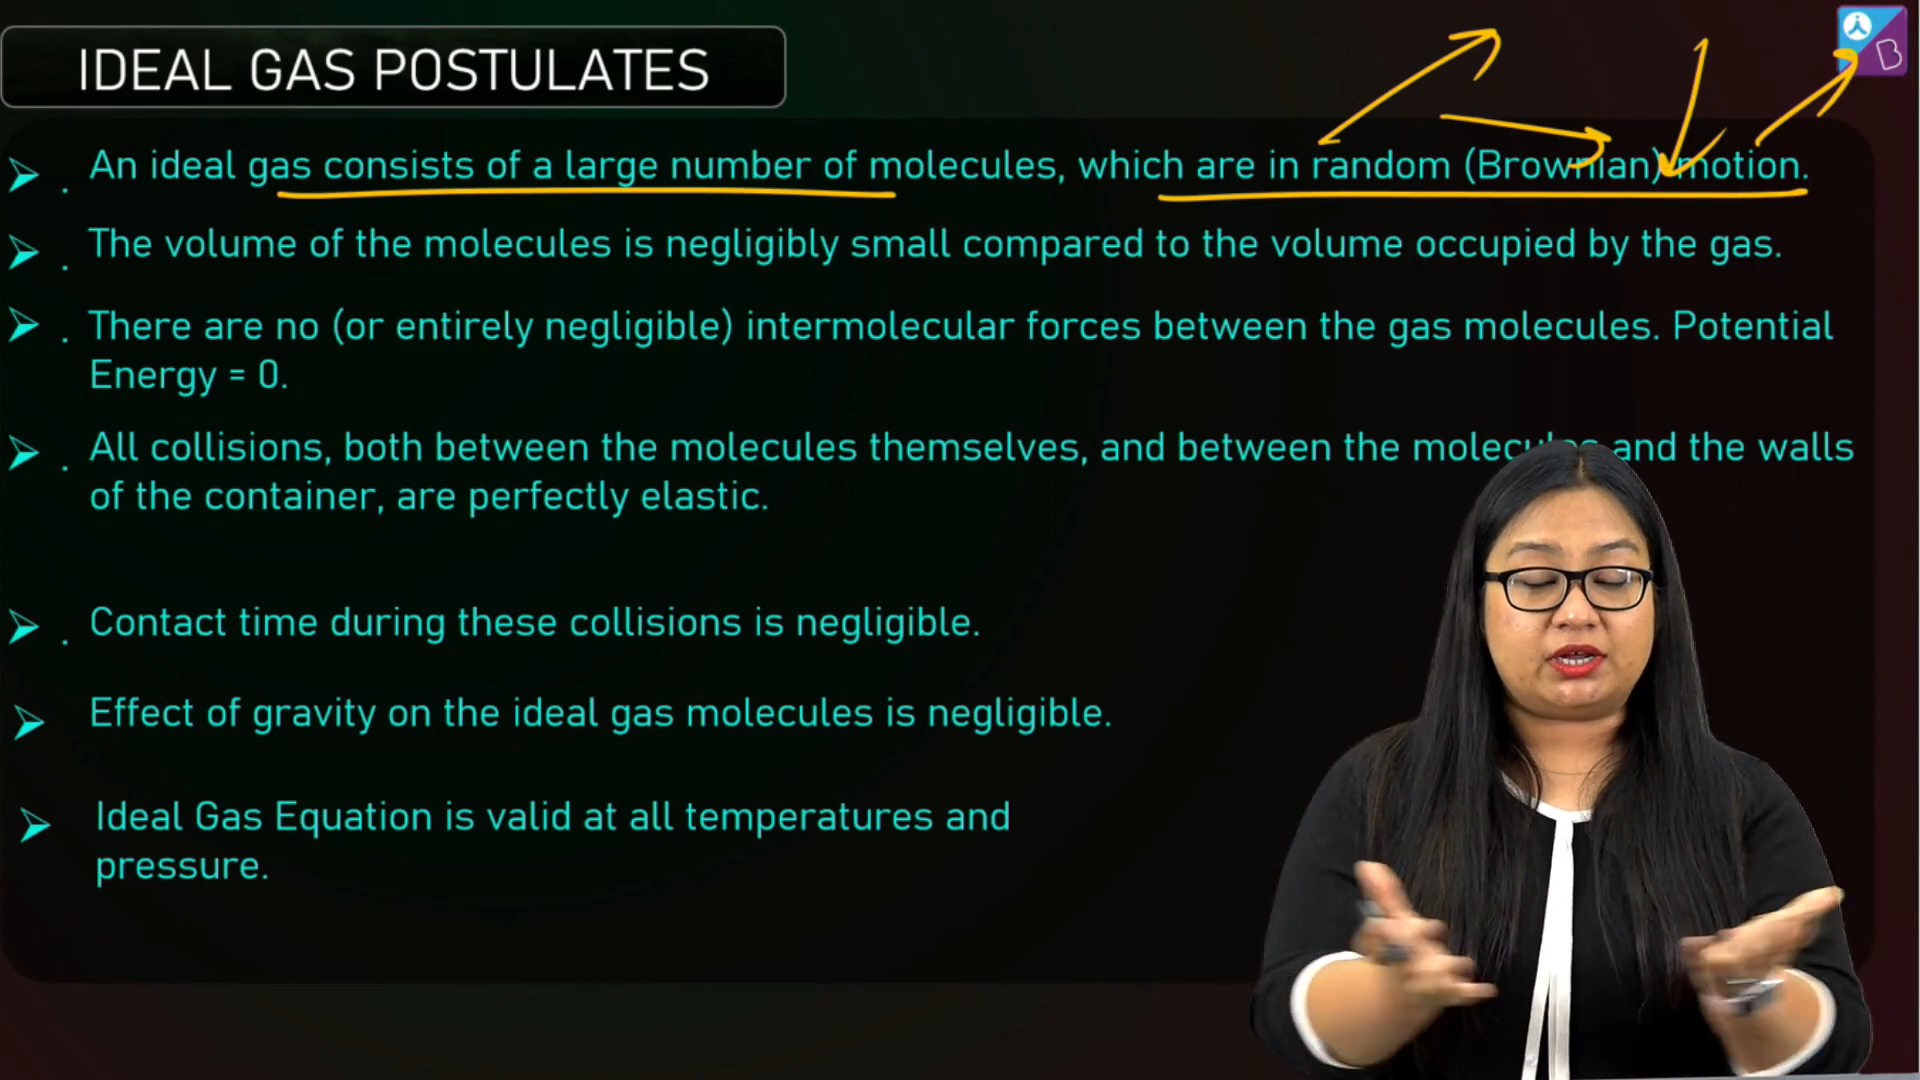 IDEAL GAS POSTULATES
An ideal gas consists of a large number of molecules, which are in random (Brownian) motion.
The volume of the molecules is negligibly small compared to the volume occupied by the gas.
There are no (or entirely negligible) intermolecular forces between the gas molecules. Potential
Energy = 0.
All collisions, both between the molecules themselves, and between the molecules and the walls
of the container, are perfectly elastic.
Contact time during these collisions is negligible.
Effect of gravity on the ideal gas molecules is negligible.
Ideal Gas Equation is valid at all temperatures and
pressure.
B